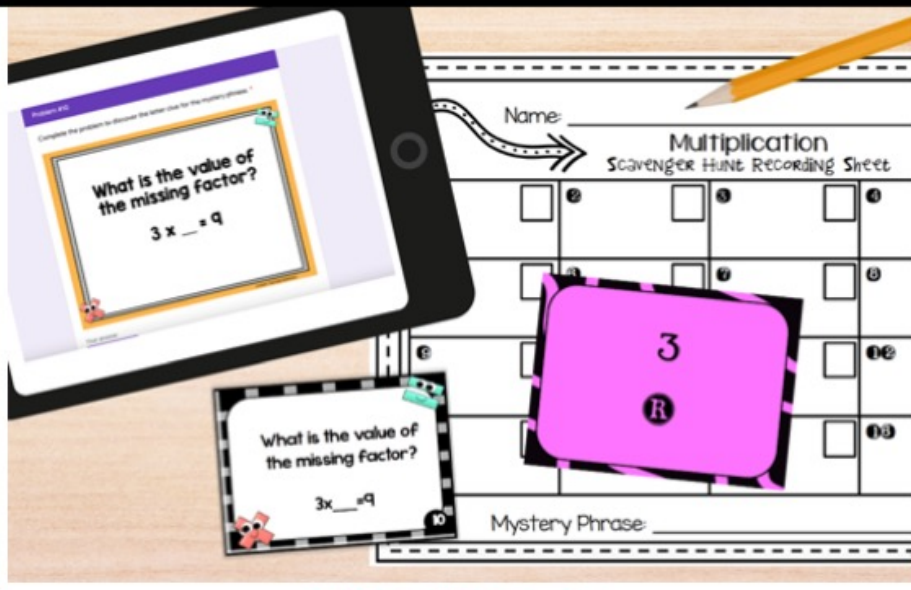 Problem #10
Complete the problem to discover the letter clue for the mystery phrase. *
What is the value of
the missing factor?
3 x __ = 9
Your answer
Name:
Multiplication
Scavenger Hunt Recording Sheet
2
3
4
7
8
9
12
16
3
R
What is the value of
the missing factor?
3x___=9
10
Mystery Phrase: